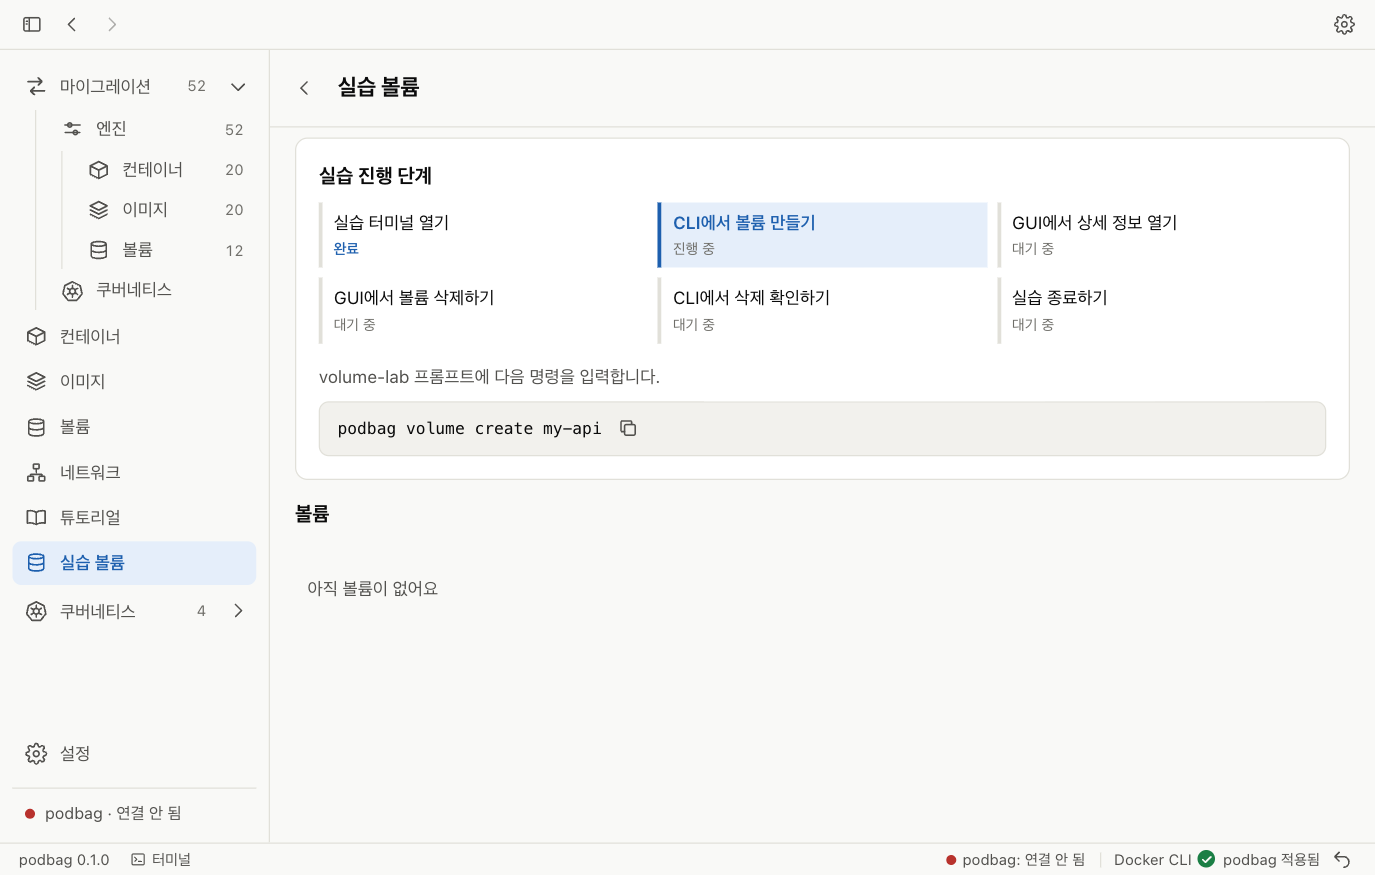 마이그레이션 52
엔진 52
컨테이너 20
이미지 20
볼륨 12
쿠버네티스
컨테이너
이미지
볼륨
네트워크
튜토리얼
실습 볼륨
쿠버네티스 4
설정
podbag · 연결 안 됨
실습 볼륨
실습 진행 단계
실습 터미널 열기
완료
CLI에서 볼륨 만들기
진행 중
GUI에서 상세 정보 열기
대기 중
GUI에서 볼륨 삭제하기
대기 중
CLI에서 삭제 확인하기
대기 중
실습 종료하기
대기 중
volume-lab 프롬프트에 다음 명령을 입력합니다.
podbag volume create my-api
볼륨
아직 볼륨이 없어요
podbag 0.1.0 터미널
podbag: 연결 안 됨 Docker CLI podbag 적용됨